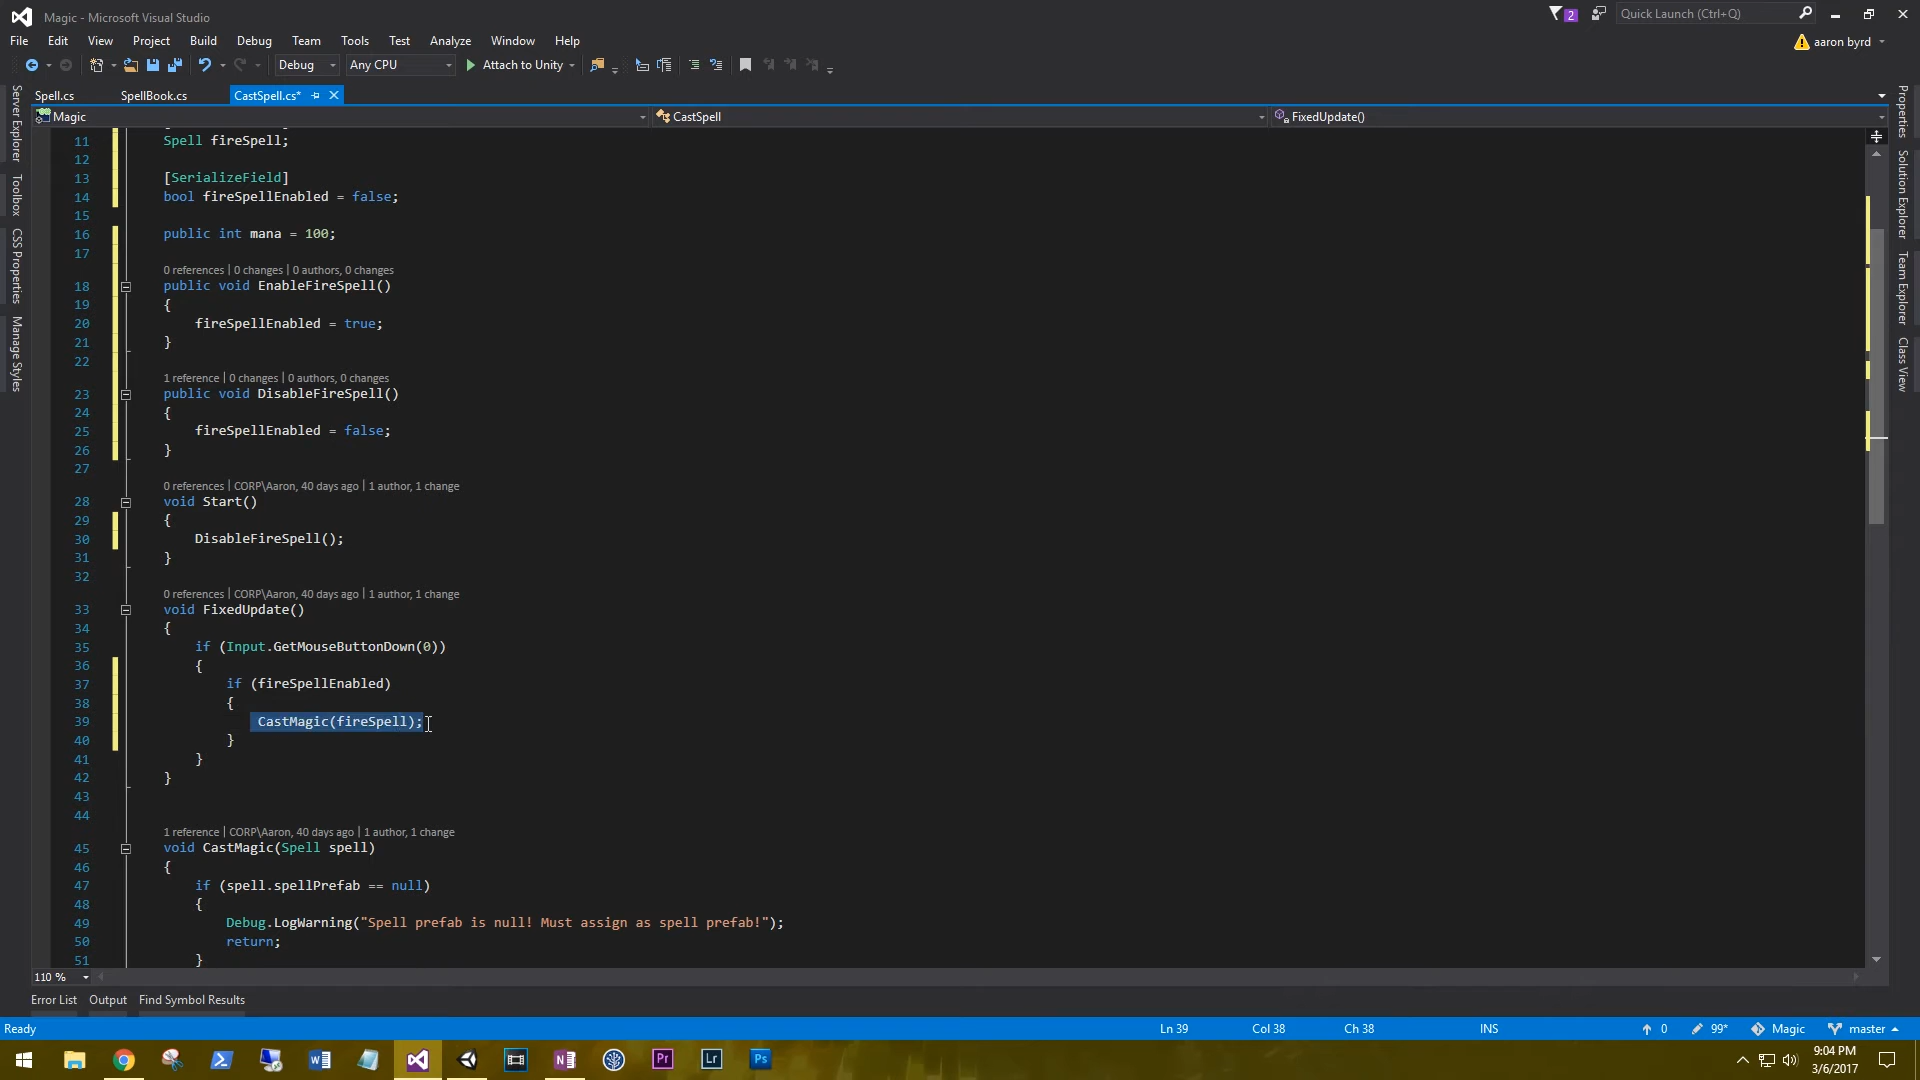 Magic - Microsoft Visual Studio
2
Quick Launch (Ctrl+Q)
File Edit View Project Build Debug Team Tools Test Analyze Window Help
aaron byrd
Debug Any CPU Attach to Unity
Spell.cs SpellBook.cs CastSpell.cs*
Magic CastSpell FixedUpdate()
Server Explorer
Toolbox
CSS Properties
Manage Styles
Properties
Solution Explorer
Team Explorer
Class View
11 Spell fireSpell;
12
13 [SerializeField]
14 bool fireSpellEnabled = false;
15
16 public int mana = 100;
17
0 references | 0 changes | 0 authors, 0 changes
18 public void EnableFireSpell()
19 {
20 fireSpellEnabled = true;
21 }
22
1 reference | 0 changes | 0 authors, 0 changes
23 public void DisableFireSpell()
24 {
25 fireSpellEnabled = false;
26 }
27
0 references | CORP\Aaron, 40 days ago | 1 author, 1 change
28 void Start()
29 {
30 DisableFireSpell();
31 }
32
0 references | CORP\Aaron, 40 days ago | 1 author, 1 change
33 void FixedUpdate()
34 {
35 if (Input.GetMouseButtonDown(0))
36 {
37 if (fireSpellEnabled)
38 {
39 CastMagic(fireSpell);
40 }
41 }
42 }
43
44
1 reference | CORP\Aaron, 40 days ago | 1 author, 1 change
45 void CastMagic(Spell spell)
46 {
47 if (spell.spellPrefab == null)
48 {
49 Debug.LogWarning("Spell prefab is null! Must assign as spell prefab!");
50 return;
51 }
110 %
Error List Output Find Symbol Results
Ready Ln 39 Col 38 Ch 38 INS 0 99* Magic master
9:04 PM
3/6/2017